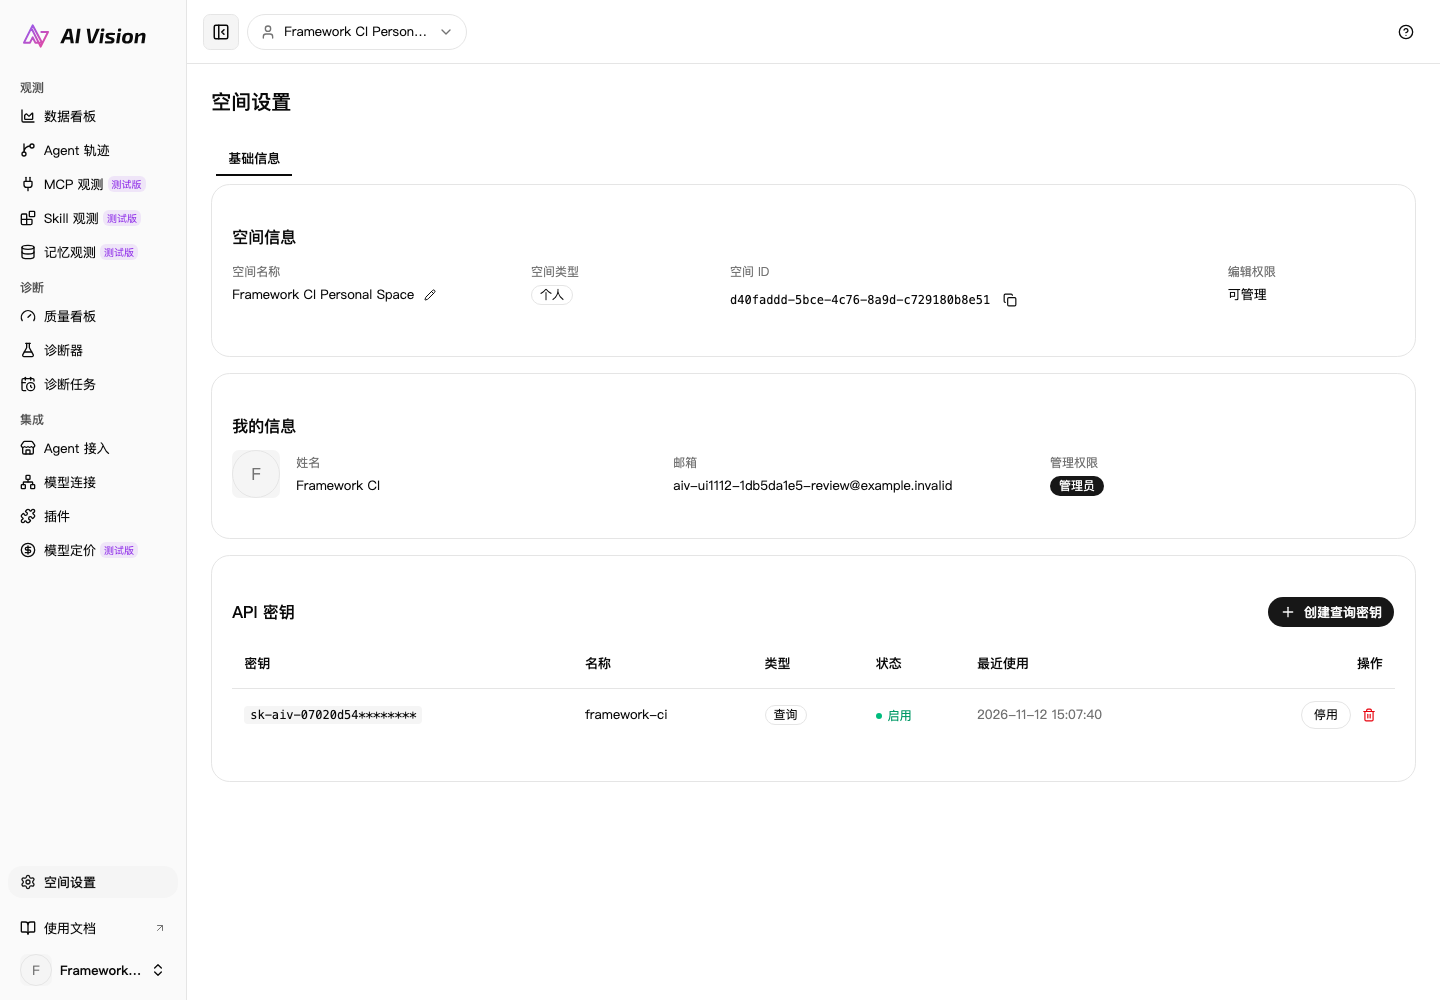 AI Vision
Framework CI Person...
观测
数据看板
Agent 轨迹
MCP 观测 测试版
Skill 观测 测试版
记忆观测 测试版
诊断
质量看板
诊断器
诊断任务
集成
Agent 接入
模型连接
插件
模型定价 测试版
空间设置
使用文档
F Framework...
空间设置
基础信息
空间信息
空间名称 空间类型 空间 ID 编辑权限
Framework CI Personal Space 个人 d40faddd-5bce-4c76-8a9d-c729180b8e51 可管理
我的信息
F
姓名 邮箱 管理权限
Framework CI aiv-ui1112-1db5da1e5-review@example.invalid 管理员
API 密钥 创建查询密钥
密钥 名称 类型 状态 最近使用 操作
sk-aiv-07020d54******** framework-ci 查询 启用 2026-11-12 15:07:40 停用